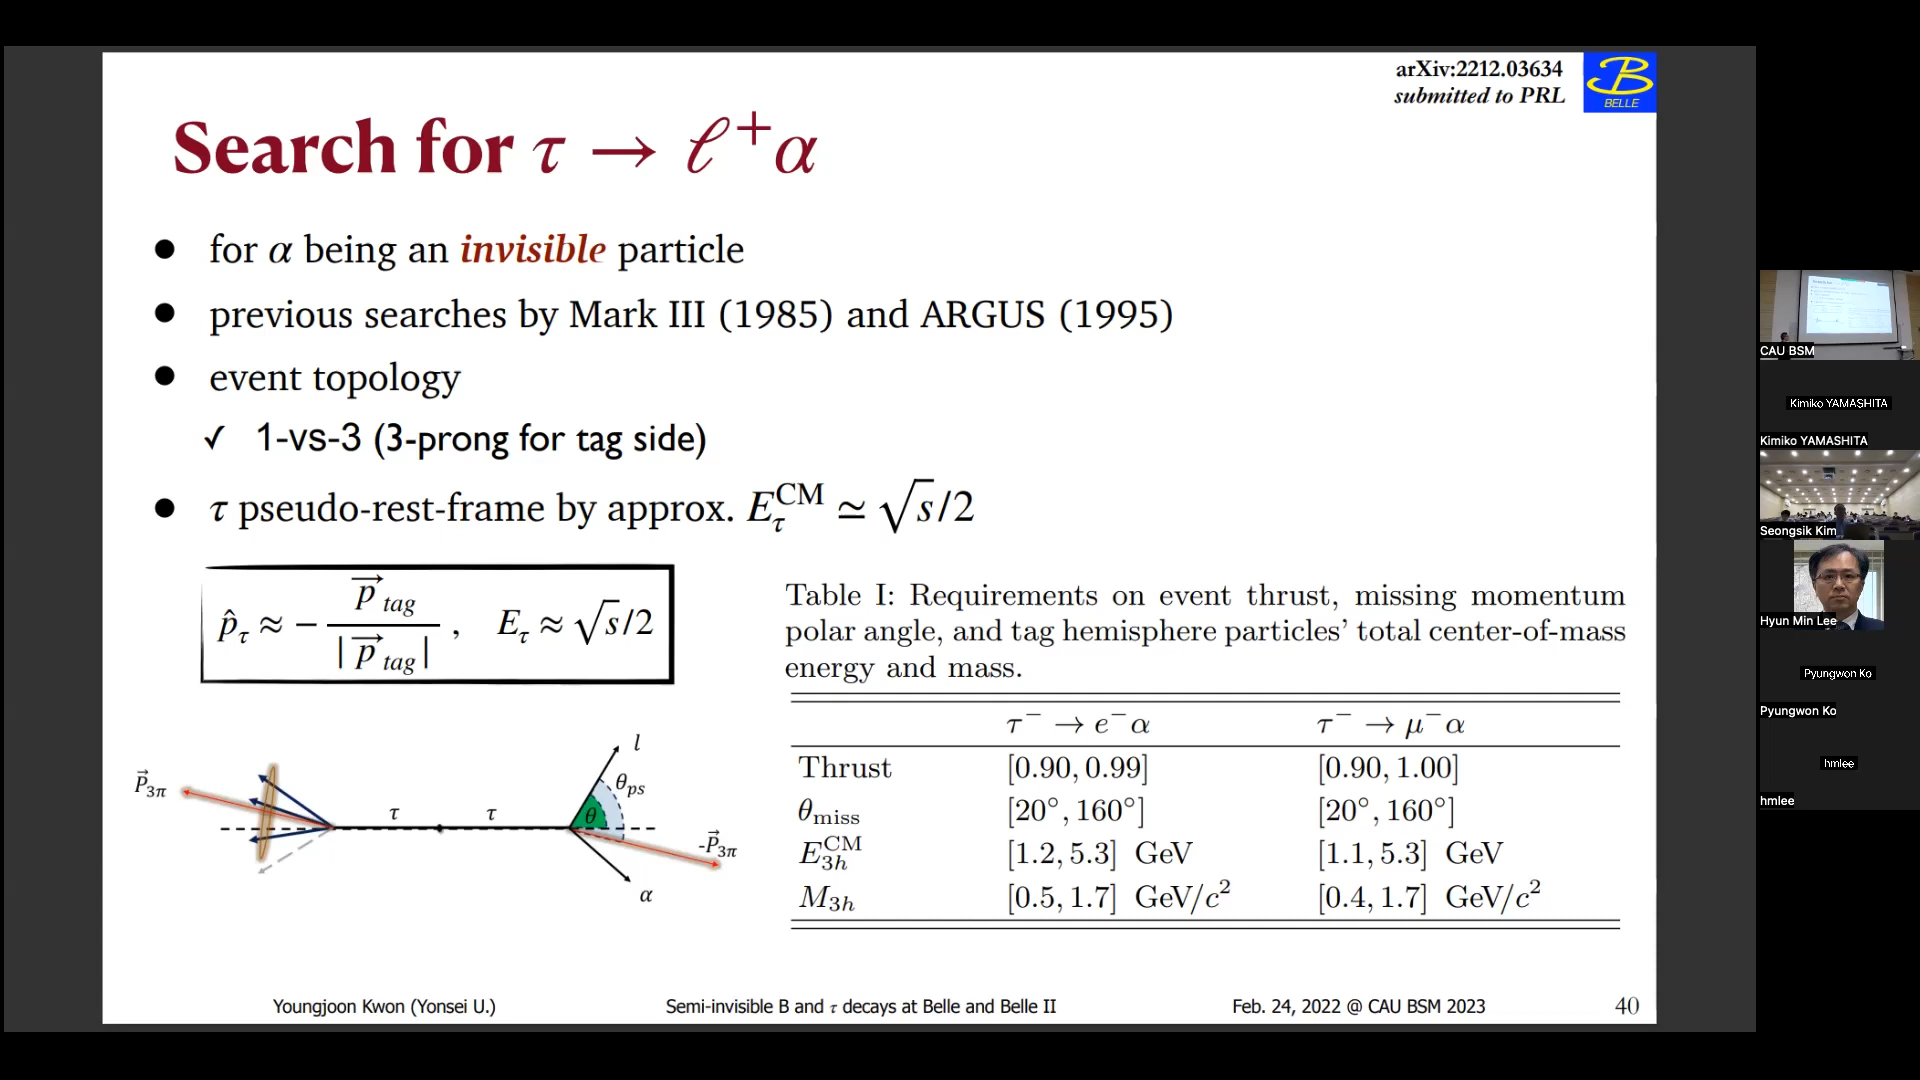 arXiv:2212.03634
submitted to PRL
BELLE
Search for τ → ℓ⁺α
● for α being an invisible particle
● previous searches by Mark III (1985) and ARGUS (1995)
● event topology
✓ 1-vs-3 (3-prong for tag side)
● τ pseudo-rest-frame by approx. E_τ^CM ≃ √s/2
p̂_τ ≈ − p⃗_tag / |p⃗_tag| , E_τ ≈ √s/2
P⃗_3π τ τ l θ_ps θ -P⃗_3π α
Table I: Requirements on event thrust, missing momentum
polar angle, and tag hemisphere particles' total center-of-mass
energy and mass.
τ⁻ → e⁻α τ⁻ → μ⁻α
Thrust [0.90, 0.99] [0.90, 1.00]
θ_miss [20°, 160°] [20°, 160°]
E_3h^CM [1.2, 5.3] GeV [1.1, 5.3] GeV
M_3h [0.5, 1.7] GeV/c² [0.4, 1.7] GeV/c²
Youngjoon Kwon (Yonsei U.) Semi-invisible B and τ decays at Belle and Belle II Feb. 24, 2022 @ CAU BSM 2023 40
CAU BSM
Kimiko YAMASHITA
Kimiko YAMASHITA
Seongsik Kim
Hyun Min Lee
Pyungwon Ko
Pyungwon Ko
hmlee
hmlee